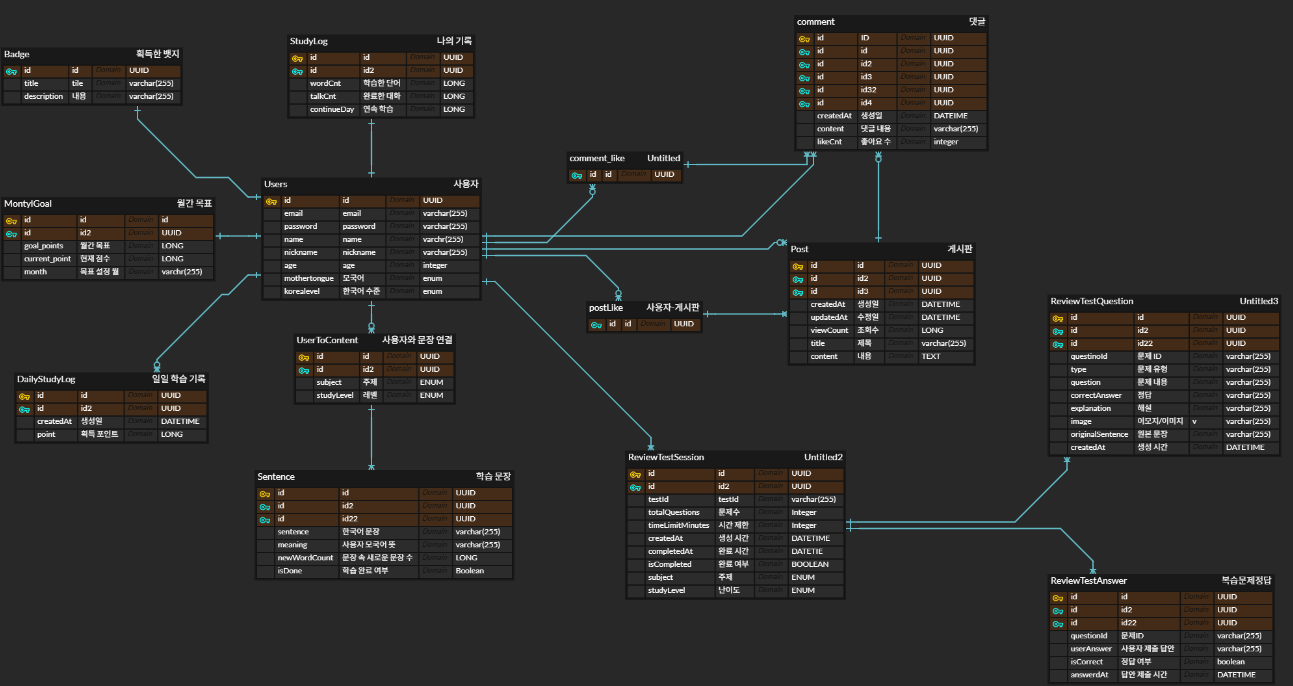 Badge 획득한 뱃지
id id Domain UUID
title tile Domain varchar(255)
description 내용 Domain varchar(255)
StudyLog 나의 기록
id id Domain UUID
id id2 Domain UUID
wordCnt 학습한 단어 Domain LONG
talkCnt 완료한 대화 Domain LONG
continueDay 연속 학습 Domain LONG
comment 댓글
id ID Domain UUID
id id Domain UUID
id id2 Domain UUID
id id3 Domain UUID
id id32 Domain UUID
id id4 Domain UUID
createdAt 생성일 Domain DATEIIME
content 댓글 내용 Domain varchar(255)
likeCnt 좋아요 수 Domain integer
comment_like Untitled
id id Domain UUID
Users 사용자
id id Domain UUID
email email Domain varbar(255)
password password Domain varbar(255)
name name Domain varchr(255)
nickname nickname Domain varchar(255)
age age Domain integer
mothertongue 모국어 Domain enum
korealevel 한국어 수준 Domain enum
MontylGoal 월간 목표
id id Domain id
id id2 Domain UUID
goal_points 월간 목표 Domain LONG
current_point 현재 점수 Domain LONG
month 목표 설정 월 Domain varchr(255)
Post 게시판
id id Domain UUID
id id2 Domain UUID
id id3 Domain UUID
createdAt 생성일 Domain DATETIME
updatedAt 수정일 Domain DATETIME
viewCount 조회수 Domain LONG
title 제목 Domain varchar(255)
content 내용 Domain TEXT
postLike 사용자-게시판
id id Domain UUID
ReviewTestQuestion Untitled3
id id Domain UUID
id id2 Domain UUID
id id22 Domain UUID
questinoId 문제 ID Domain varchar(255)
type 문제 유형 Domain varchar(255)
question 문제 내용 Domain varchar(255)
correctAnswer 정답 Domain varchar(255)
explanation 해설 Domain varchar(255)
image 이모지/이미지 v Domain varchar(255)
originalSentence 원본 문장 Domain varchar(255)
createdAt 생성 시간 Domain DATETIME
UserToContent 사용자와 문장 연결
id id Domain UUID
id id2 Domain UUID
subject 주제 Domain ENUM
studyLevel 레벨 Domain ENUM
DailyStudyLog 일일 학습 기록
id id Domain UUID
id id2 Domain UUID
createdAt 생성일 Domain DATETIME
point 획득 포인트 Domain LONG
ReviewTestSession Untitled2
id id Domain UUID
id id2 Domain UUID
testId testId Domain varchar(255)
totalQuestions 문제수 Domain Integer
timeLimitMinutes 시간 제한 Domain Integer
createdAt 생성 시간 Domain DATETIME
completedAt 완료 시간 Domain DATETIE
isCompleted 완료 여부 Domain BOOLEAN
subject 주제 Domain ENUM
studyLevel 난이도 Domain ENUM
Sentence 학습 문장
id id Domain UUID
id id2 Domain UUID
id id22 Domain UUID
sentence 한국어 문장 Domain varchar(255)
meaning 사용자 모국어 뜻 Domain varchar(255)
newWordCount 문장 속 새로운 문장 수 Domain LONG
isDone 학습 완료 여부 Domain Boolean
ReviewTestAnswer 복습문제정답
id id Domain UUID
id id2 Domain UUID
id id22 Domain UUID
questionId 문제ID Domain varchar(255)
userAnswer 사용자 제출 답안 Domain varchar(255)
isCorrect 정답 여부 Domain boolean
answerdAt 답안 제출 시간 Domain DATETIME